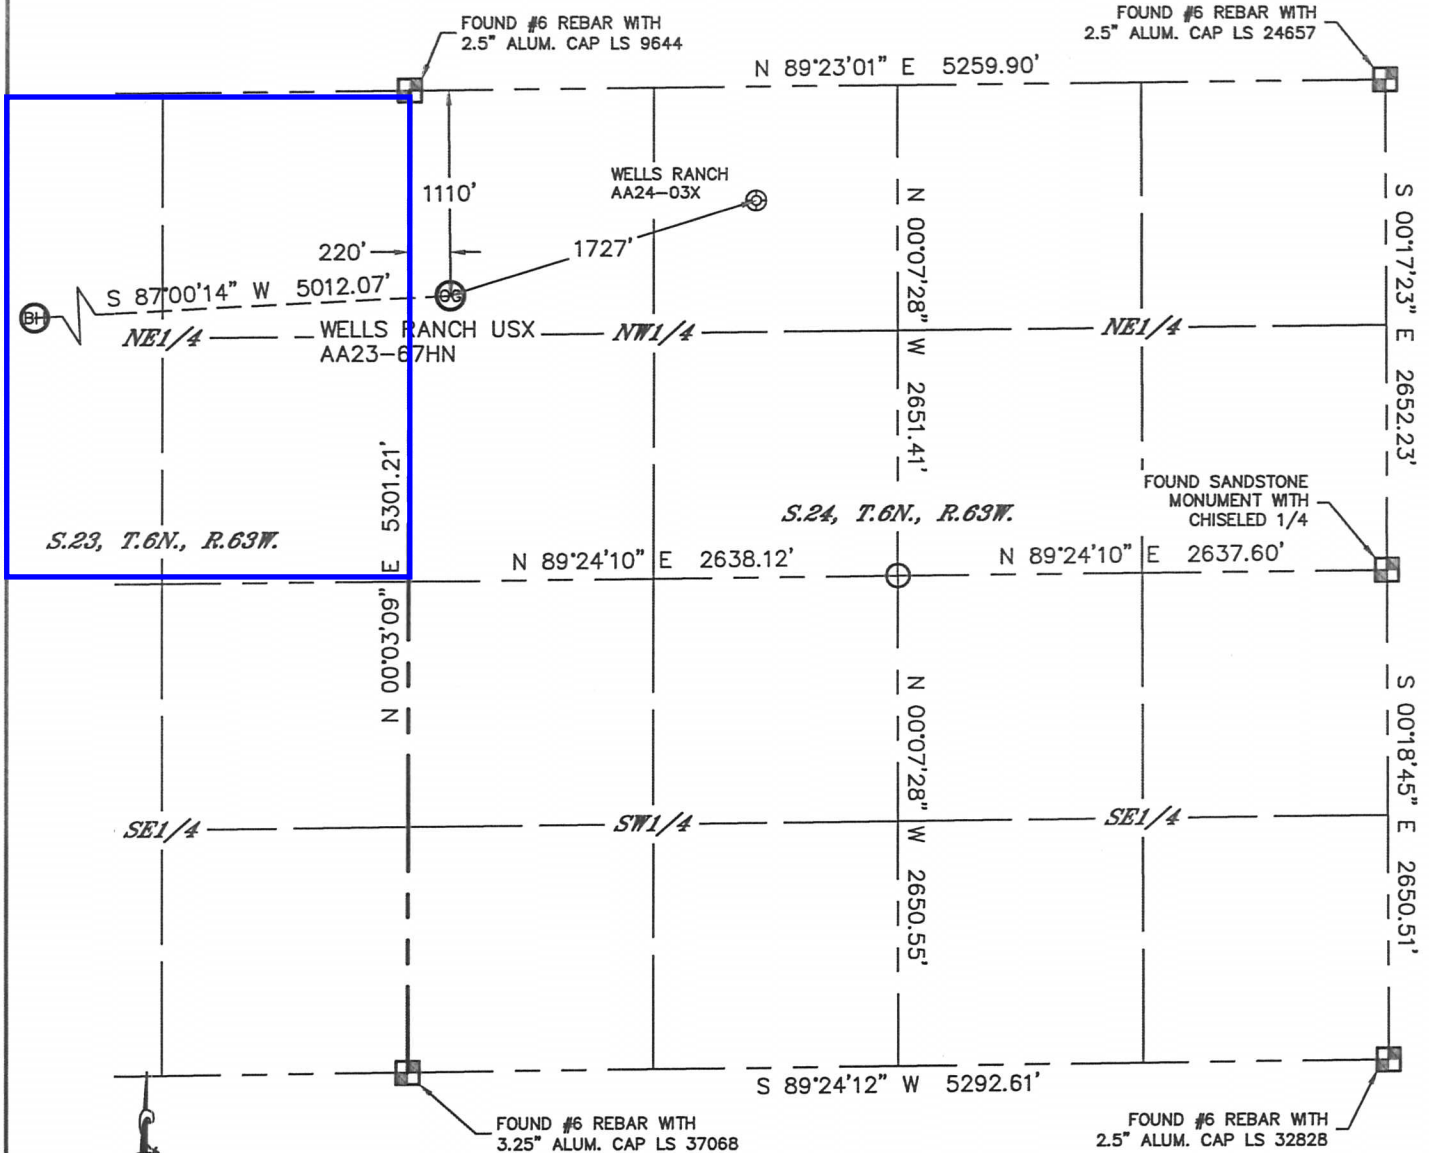 FOUND #6 REBAR WITH
2.5" ALUM. CAP LS 9644
FOUND #6 REBAR WITH
2.5" ALUM. CAP LS 24657
N 89°23'01" E 5259.90'
1110'
WELLS RANCH
AA24-03X
220'
1727'
S 87°00'14" W 5012.07'
BH
OG
WELLS RANCH USX
AA23-67HN
NE1/4
NW1/4
NE1/4
N 00°07'28" W 2651.41'
S 00°17'23" E 2652.23'
FOUND SANDSTONE
MONUMENT WITH
CHISELED 1/4
S.23, T.6N., R.63W.
S.24, T.6N., R.63W.
N 00°03'09" E 5301.21'
N 89°24'10" E 2638.12'
N 89°24'10" E 2637.60'
SE1/4
SW1/4
SE1/4
N 00°07'28" W 2650.55'
S 00°18'45" E 2650.51'
S 89°24'12" W 5292.61'
FOUND #6 REBAR WITH
3.25" ALUM. CAP LS 37068
FOUND #6 REBAR WITH
2.5" ALUM. CAP LS 32828